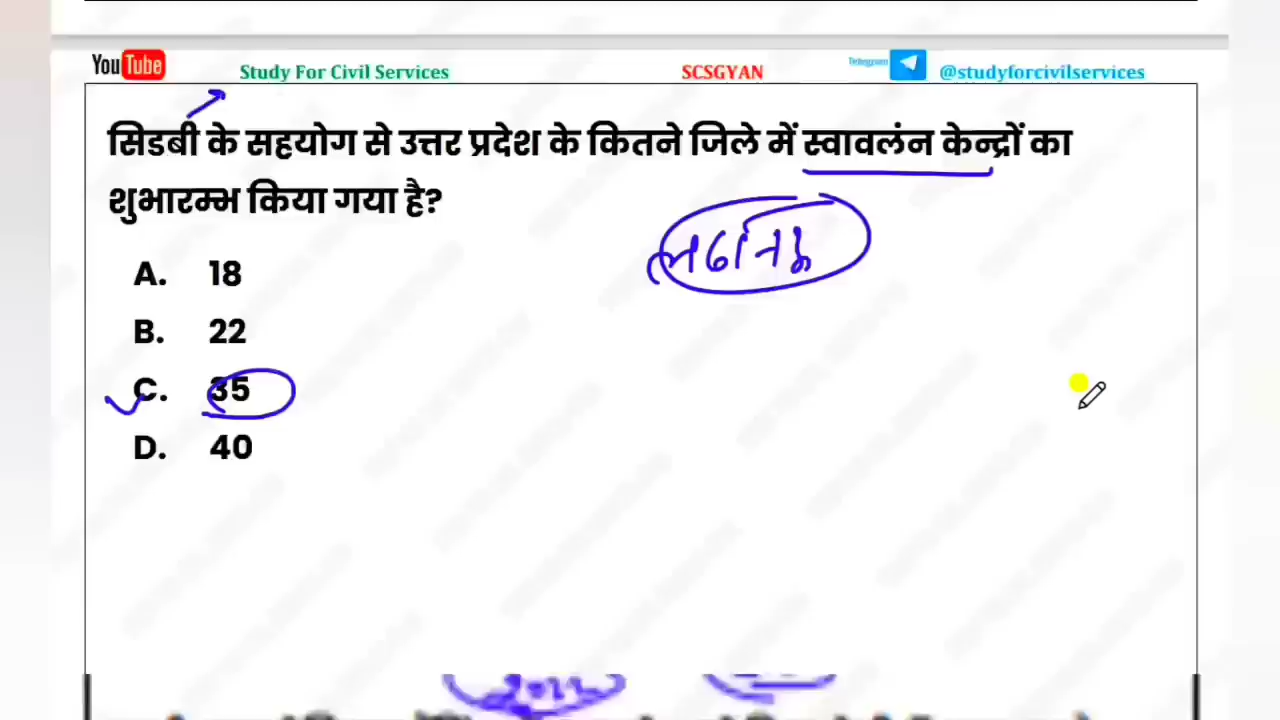 YouTube Study For Civil Services SCSGYAN Telegram @studyforcivilservices
सिडबी के सहयोग से उत्तर प्रदेश के कितने जिले में स्वावलंन केन्द्रों का
शुभारम्भ किया गया है?
A. 18
B. 22
C. 35
D. 40